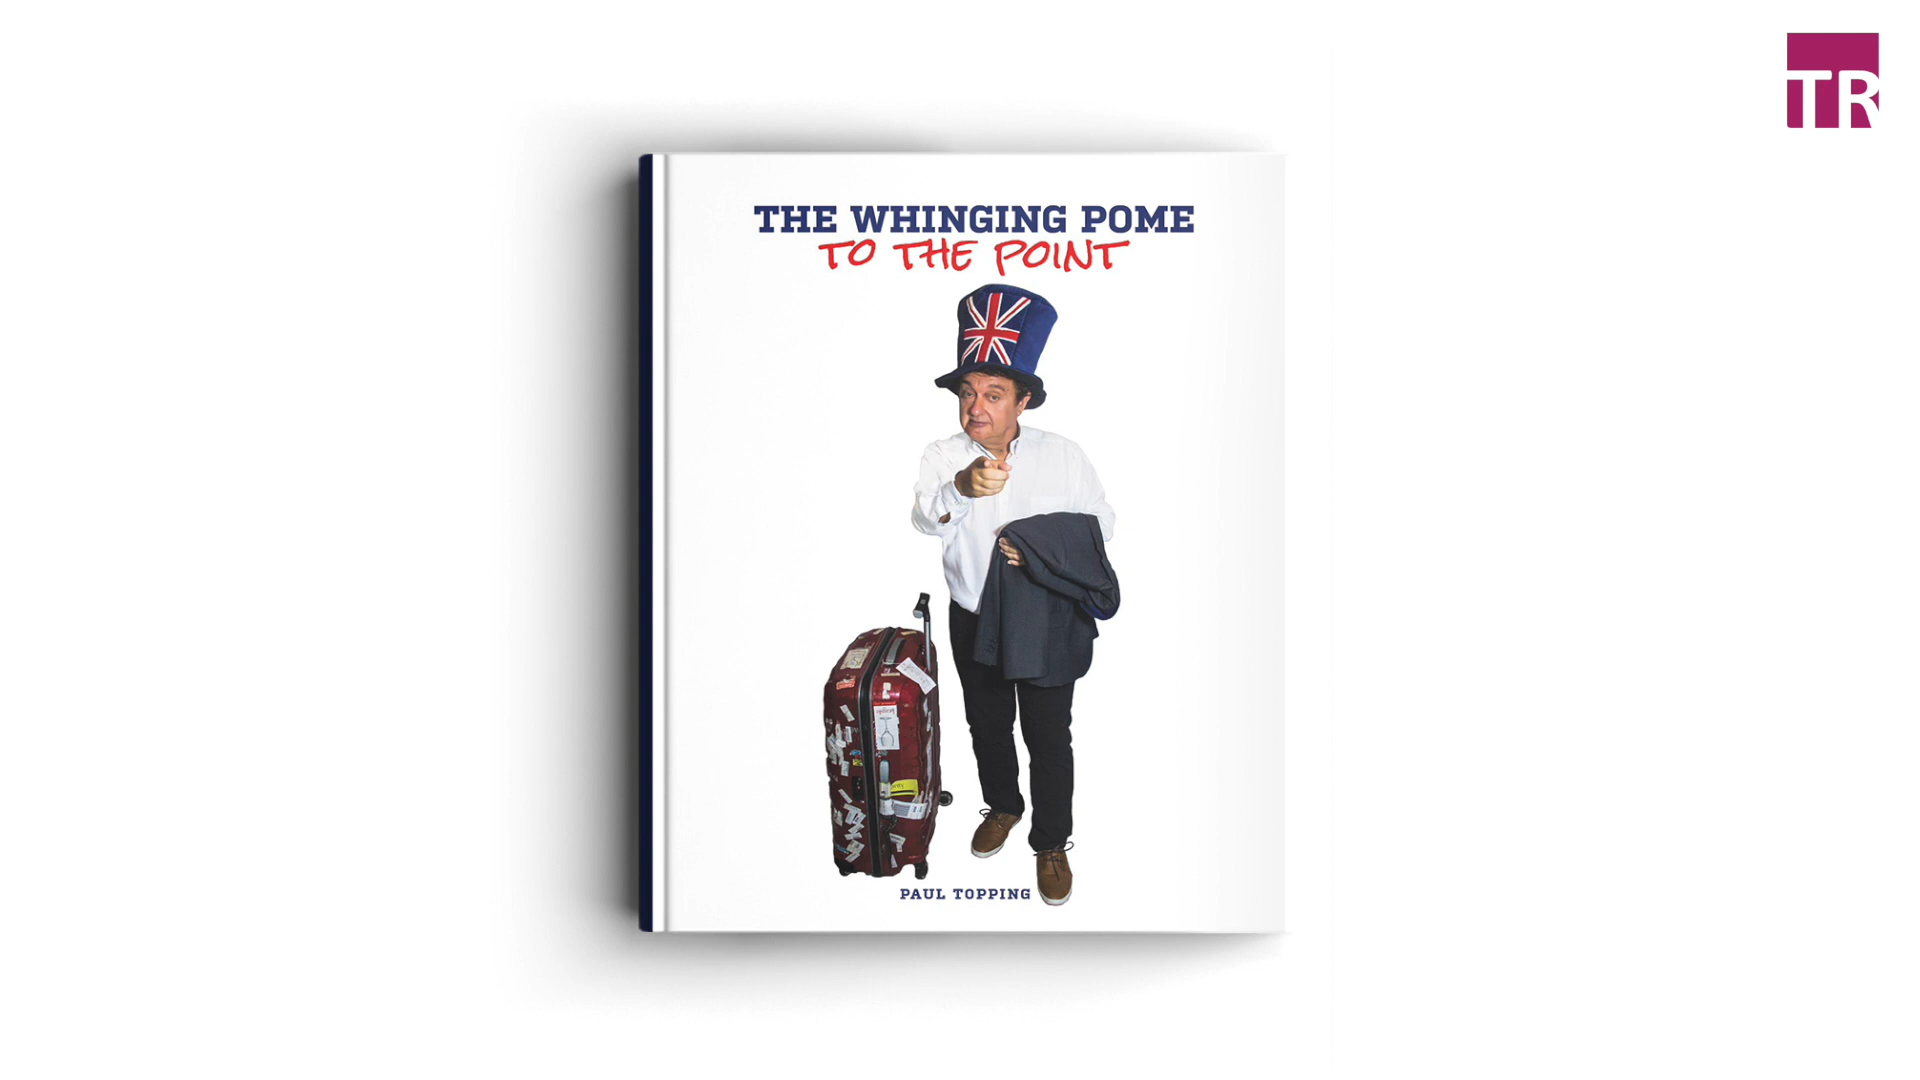 TR
THE WHINGING POME
TO THE POINT
PAUL TOPPING